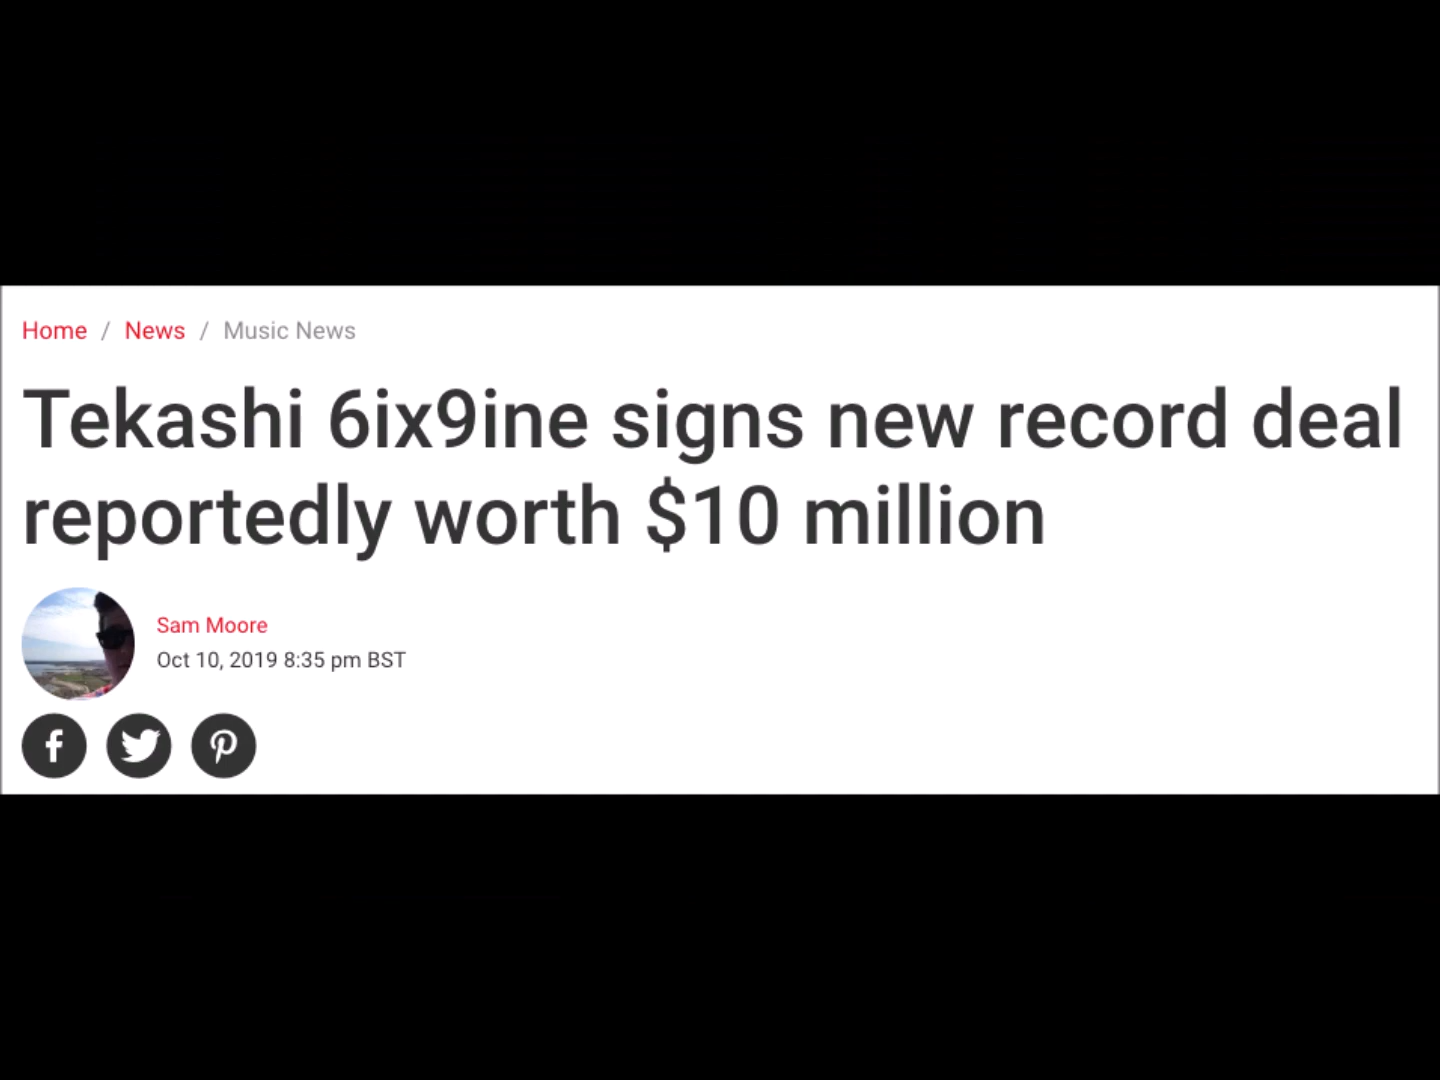 Home / News / Music News
Tekashi 6ix9ine signs new record deal
reportedly worth $10 million
Sam Moore
Oct 10, 2019 8:35 pm BST